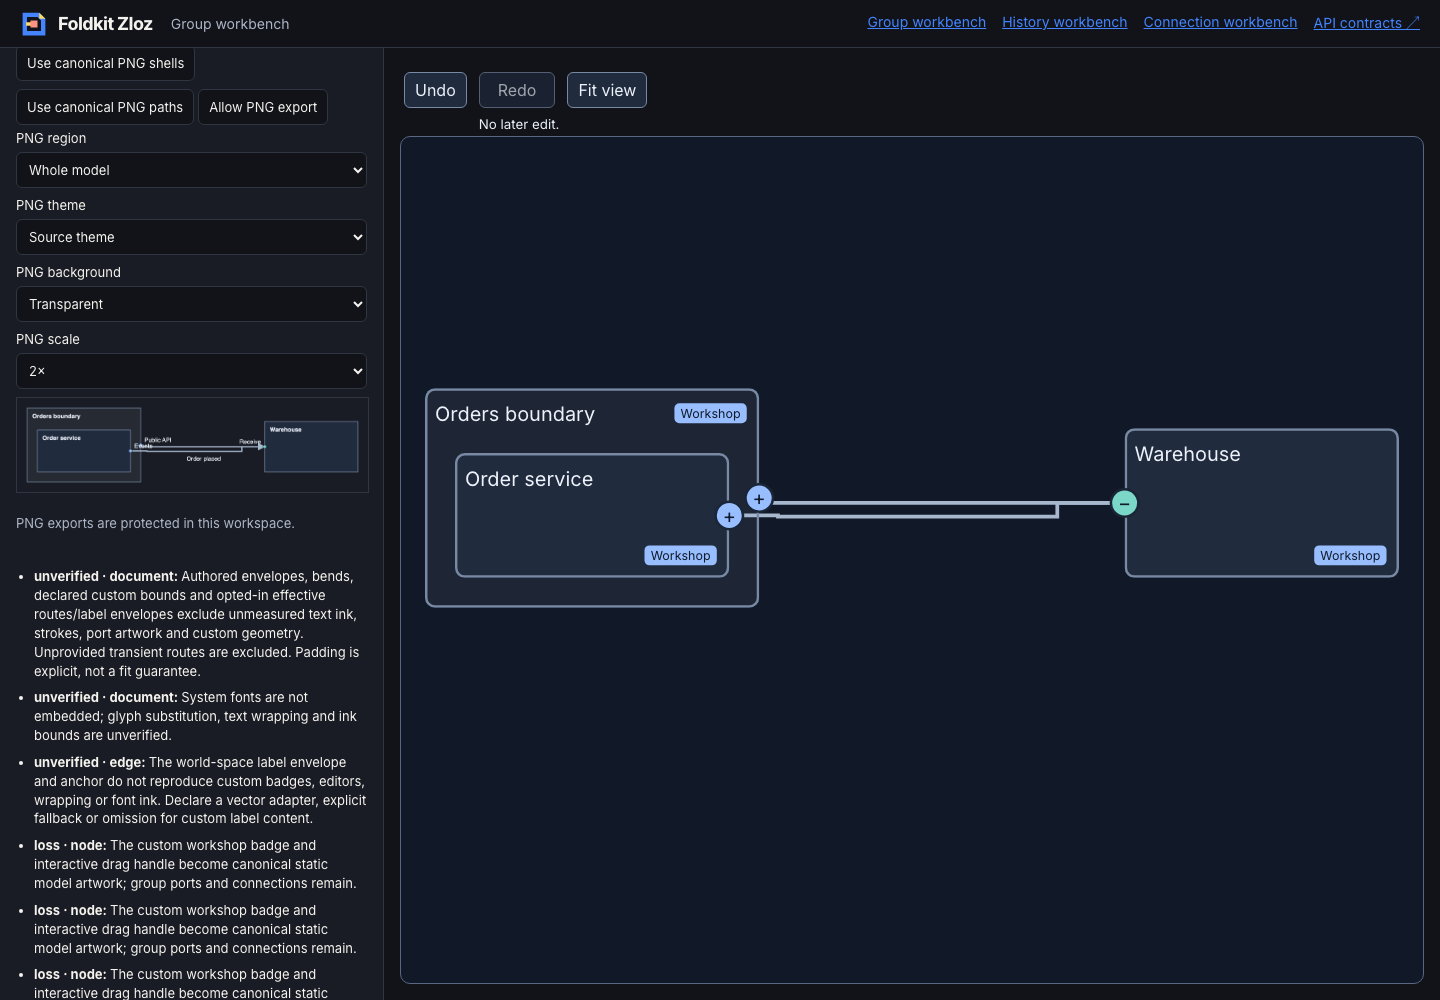 Foldkit Zloz
Group workbench
Group workbench
History workbench
Connection workbench
API contracts ↗
Use canonical PNG shells
Use canonical PNG paths
Allow PNG export
PNG region
Whole model
PNG theme
Source theme
PNG background
Transparent
PNG scale
2×
Orders boundary
Order service
Public API
Events
Receive
Order placed
Warehouse
PNG exports are protected in this workspace.
• unverified · document: Authored envelopes, bends,
declared custom bounds and opted-in effective
routes/label envelopes exclude unmeasured text ink,
strokes, port artwork and custom geometry.
Unprovided transient routes are excluded. Padding is
explicit, not a fit guarantee.
• unverified · document: System fonts are not
embedded; glyph substitution, text wrapping and ink
bounds are unverified.
• unverified · edge: The world-space label envelope
and anchor do not reproduce custom badges, editors,
wrapping or font ink. Declare a vector adapter, explicit
fallback or omission for custom label content.
• loss · node: The custom workshop badge and
interactive drag handle become canonical static
model artwork; group ports and connections remain.
• loss · node: The custom workshop badge and
interactive drag handle become canonical static
model artwork; group ports and connections remain.
• loss · node: The custom workshop badge and
interactive drag handle become canonical static
Undo
Redo
Fit view
No later edit.
Orders boundary
Workshop
Order service
Workshop
+
+
−
Warehouse
Workshop